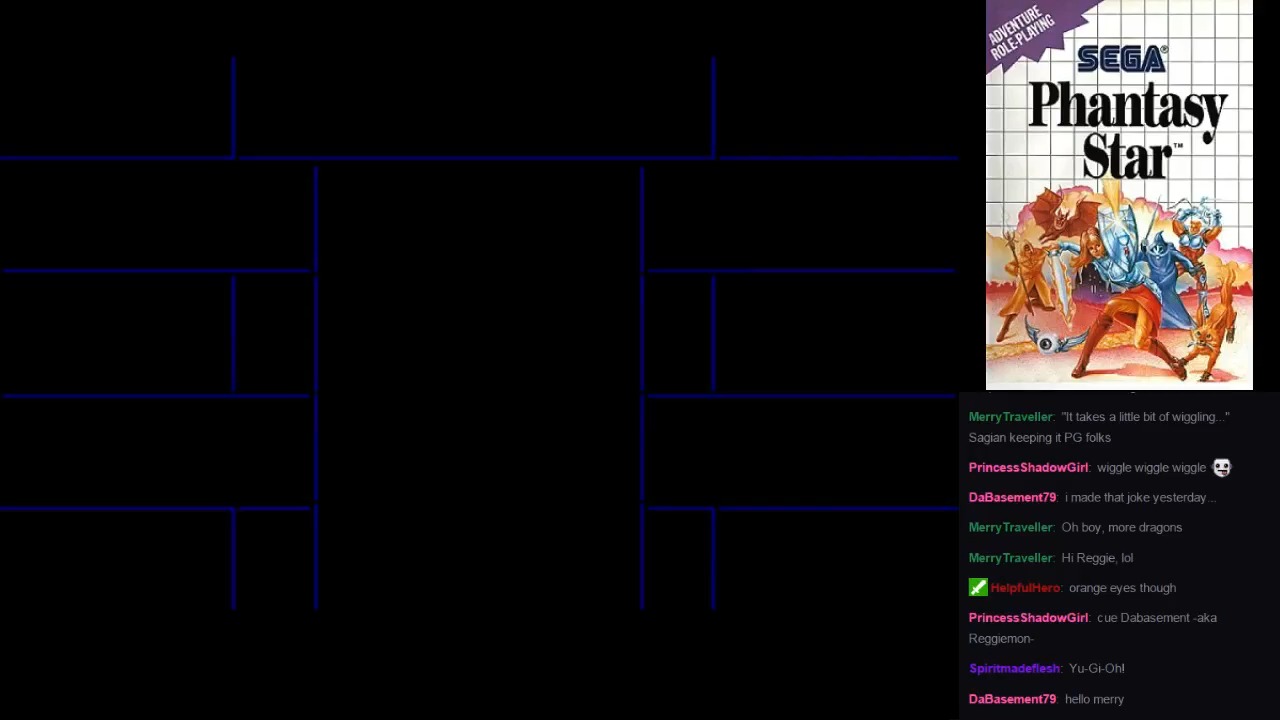 ADVENTURE
ROLE-PLAYING
SEGA®
Phantasy
Star™
MerryTraveller: "It takes a little bit of wiggling..."
Sagian keeping it PG folks
PrincessShadowGirl: wiggle wiggle wiggle
DaBasement79: i made that joke yesterday...
MerryTraveller: Oh boy, more dragons
MerryTraveller: Hi Reggie, lol
HelpfulHero: orange eyes though
PrincessShadowGirl: cue Dabasement -aka
Reggiemon-
Spiritmadeflesh: Yu-Gi-Oh!
DaBasement79: hello merry